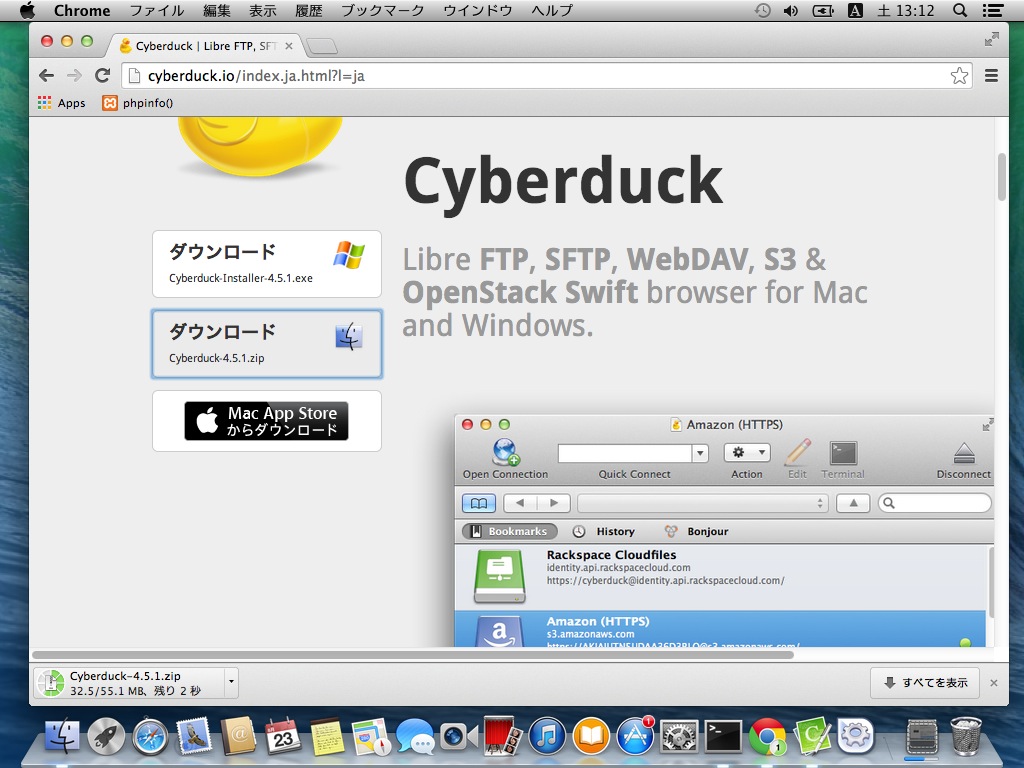 Chrome ファイル 編集 表示 履歴 ブックマーク ウインドウ ヘルプ A 土 13:12
Cyberduck | Libre FTP, SFT
cyberduck.io/index.ja.html?l=ja
Apps phpinfo()
Cyberduck
Libre FTP, SFTP, WebDAV, S3 &
OpenStack Swift browser for Mac
and Windows.
ダウンロード
Cyberduck-Installer-4.5.1.exe
ダウンロード
Cyberduck-4.5.1.zip
Mac App Store
からダウンロード
Amazon (HTTPS)
Open Connection Quick Connect Action Edit Terminal Disconnect
Bookmarks History Bonjour
Rackspace Cloudfiles
identity.api.rackspacecloud.com
https://cyberduck@identity.api.rackspacecloud.com/
Amazon (HTTPS)
s3.amazonaws.com
Cyberduck-4.5.1.zip
32.5/55.1 MB、残り 2 秒
すべてを表示
23
1
1